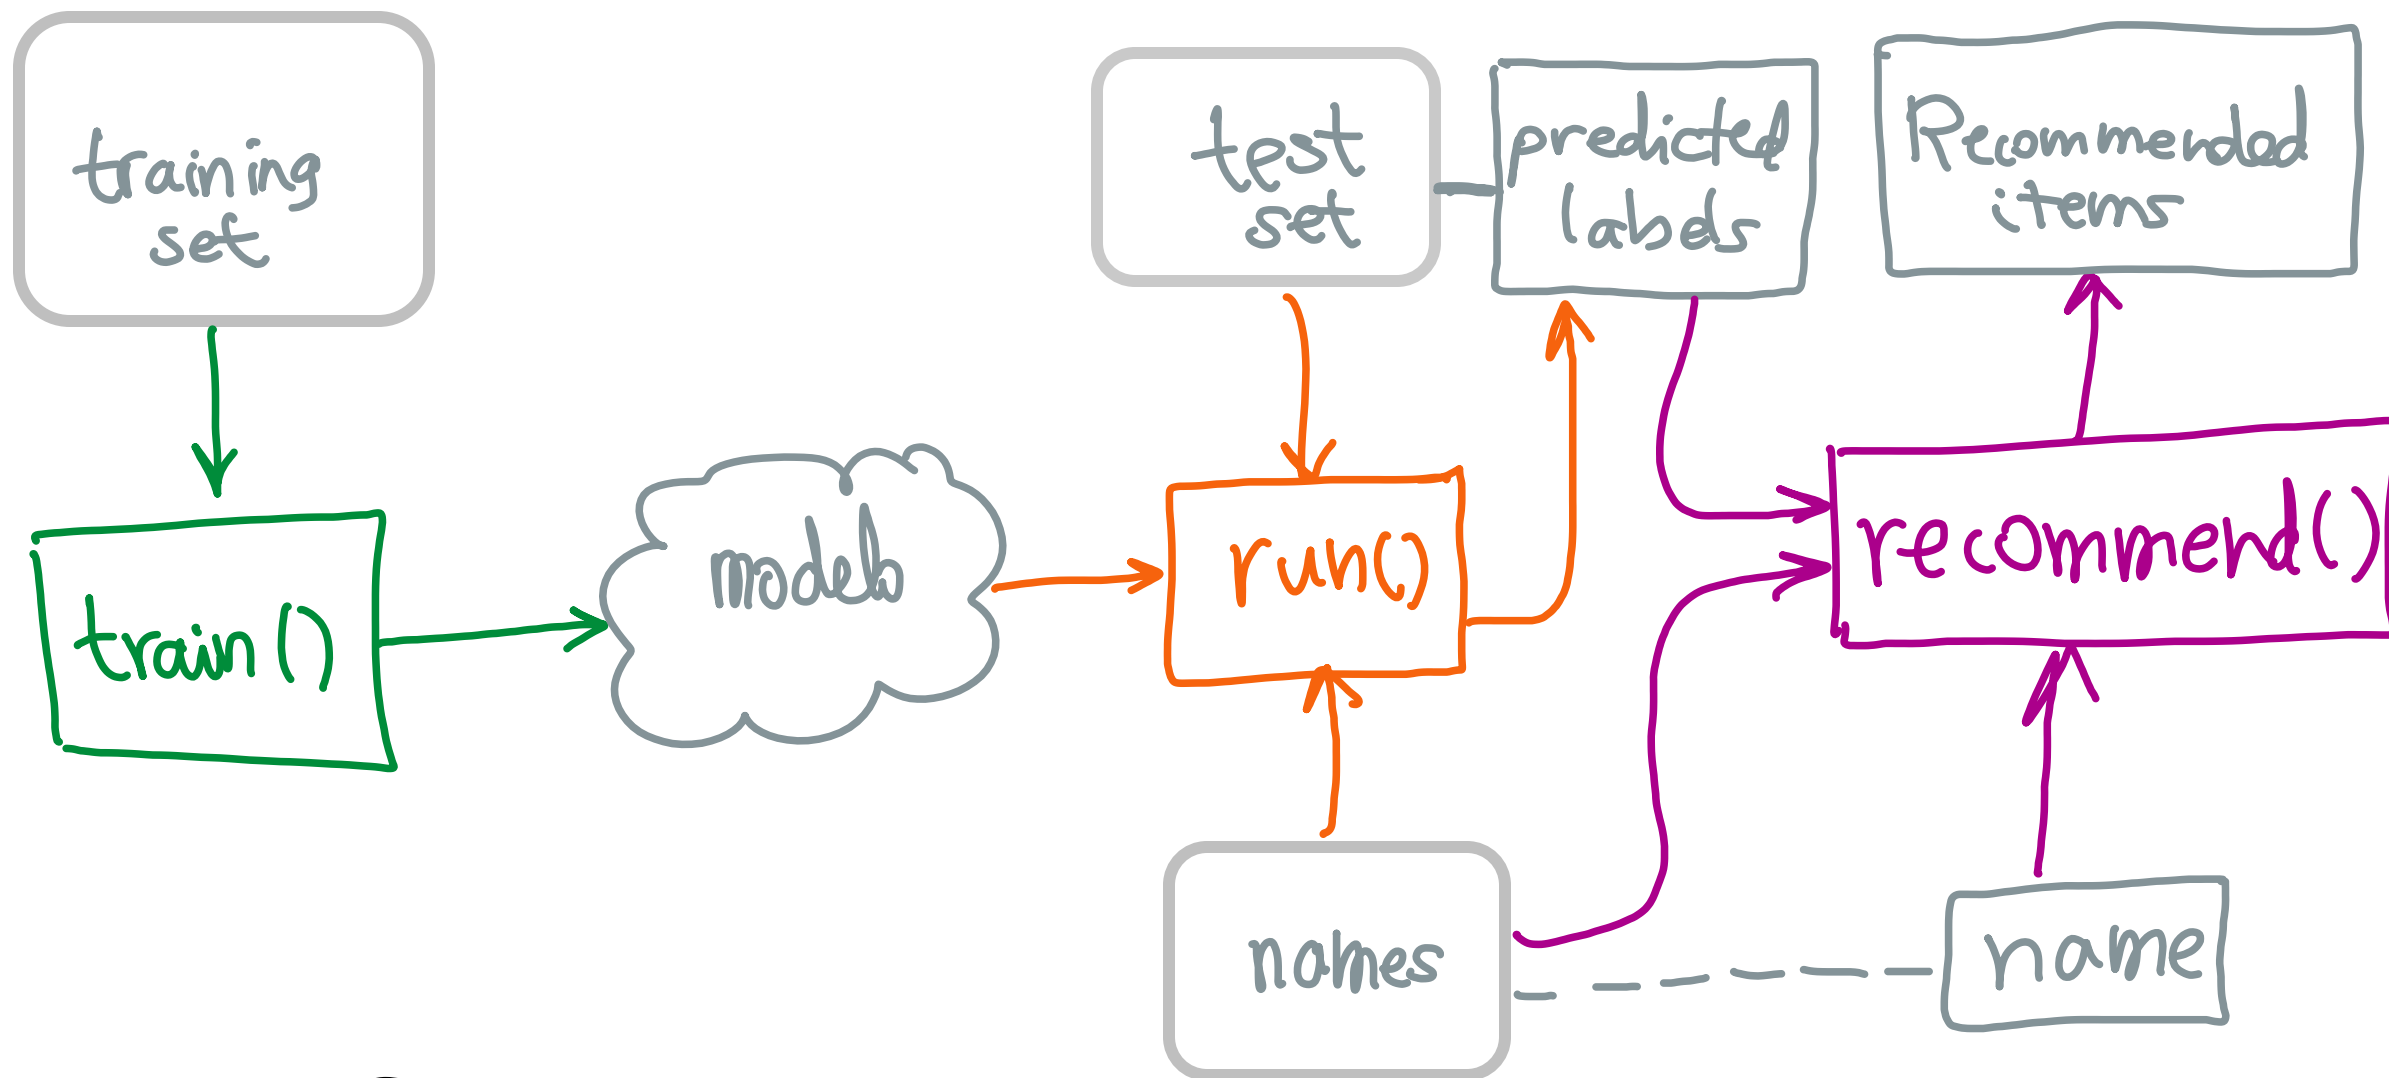 training
set
test
set
predicted
labels
Recommended
items
train()
models
run()
recommend()
names
name